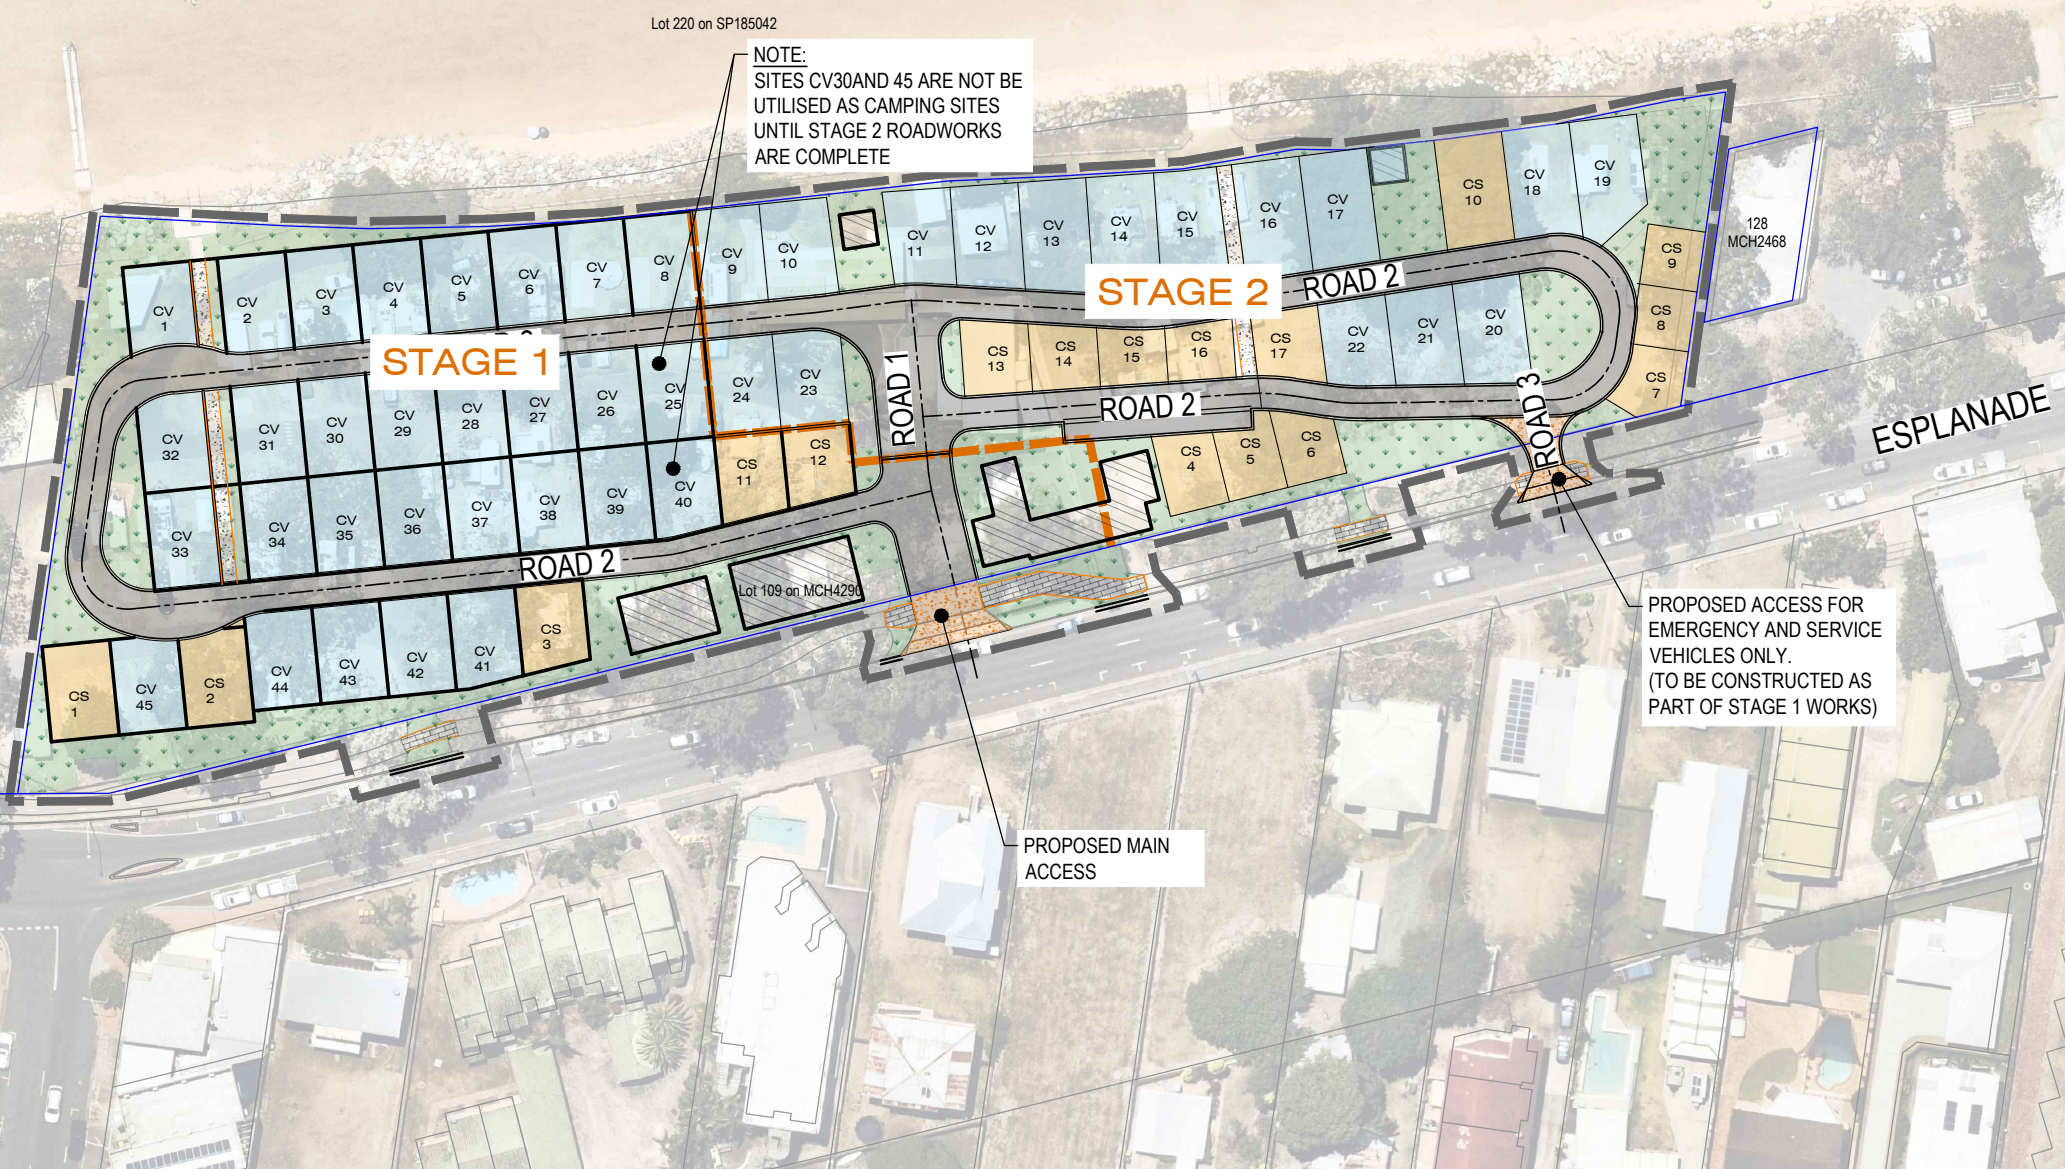 Lot 220 on SP185042
NOTE:
SITES CV30AND 45 ARE NOT BE
UTILISED AS CAMPING SITES
UNTIL STAGE 2 ROADWORKS
ARE COMPLETE
CV
1
CV
2
CV
3
CV
4
CV
5
CV
6
CV
7
CV
8
CV
9
CV
10
CV
11
CV
12
CV
13
CV
14
CV
15
CV
16
CV
17
CS
10
CV
18
CV
19
CS
9
CS
8
CS
7
128
MCH2468
STAGE 1
STAGE 2
ROAD 2
CV
32
CV
31
CV
30
CV
29
CV
28
CV
27
CV
26
CV
25
CV
24
CV
23
ROAD 1
CS
13
CS
14
CS
15
CS
16
CS
17
CV
22
CV
21
CV
20
ROAD 2
ROAD 3
ESPLANADE
CV
33
CV
34
CV
35
CV
36
CV
37
CV
38
CV
39
CV
40
CS
11
CS
12
CS
4
CS
5
CS
6
ROAD 2
Lot 109 on MCH4290
CS
1
CV
45
CS
2
CV
44
CV
43
CV
42
CV
41
CS
3
PROPOSED ACCESS FOR
EMERGENCY AND SERVICE
VEHICLES ONLY.
(TO BE CONSTRUCTED AS
PART OF STAGE 1 WORKS)
PROPOSED MAIN
ACCESS